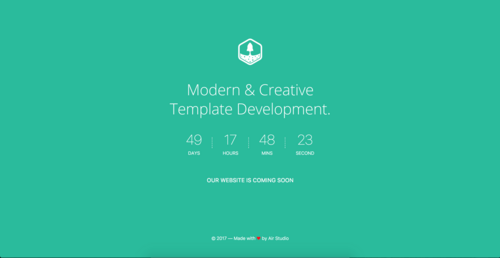 Modern & Creative
Template Development.
49 17 48 23
DAYS HOURS MINS SECOND
OUR WEBSITE IS COMING SOON
© 2017 — Made with ❤ by Air Studio